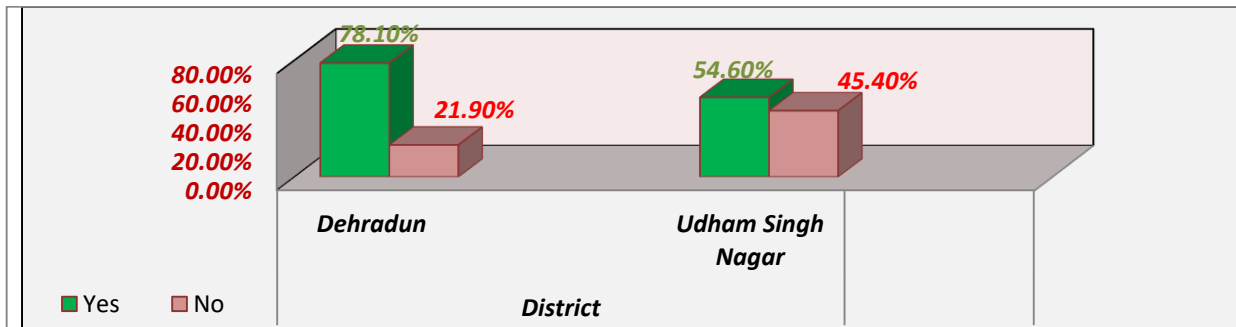 78.10%
54.60%
45.40%
21.90%
80.00%
60.00%
40.00%
20.00%
0.00%
Dehradun
Udham Singh
Nagar
Yes No
District